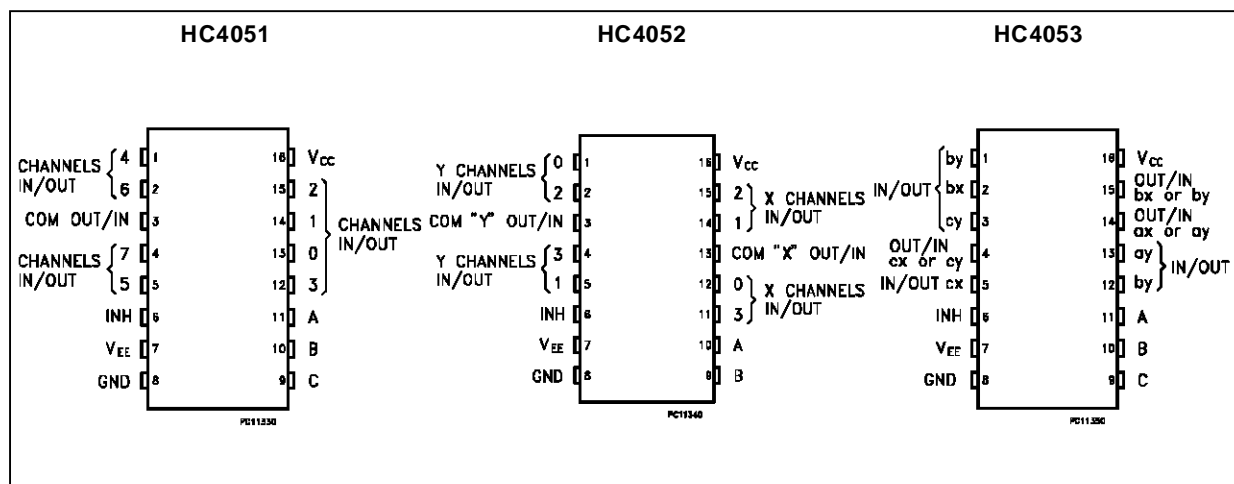 HC4051
CHANNELS IN/OUT
4
6
COM OUT/IN
CHANNELS IN/OUT
7
5
INH
VEE
GND
1
2
3
4
5
6
7
8
16
15
14
13
12
11
10
9
VCC
2
1
0
3
CHANNELS IN/OUT
A
B
C
PC11330
HC4052
Y CHANNELS IN/OUT
0
2
COM "Y" OUT/IN
Y CHANNELS IN/OUT
3
1
INH
VEE
GND
1
2
3
4
5
6
7
8
16
15
14
13
12
11
10
9
VCC
2
1
X CHANNELS IN/OUT
COM "X" OUT/IN
0
3
X CHANNELS IN/OUT
A
B
PC11340
HC4053
IN/OUT
by
bx
cy
OUT/IN
cx or cy
IN/OUT cx
INH
VEE
GND
1
2
3
4
5
6
7
8
16
15
14
13
12
11
10
9
VCC
OUT/IN
bx or by
OUT/IN
ax or ay
ay
by
IN/OUT
A
B
C
PC11350